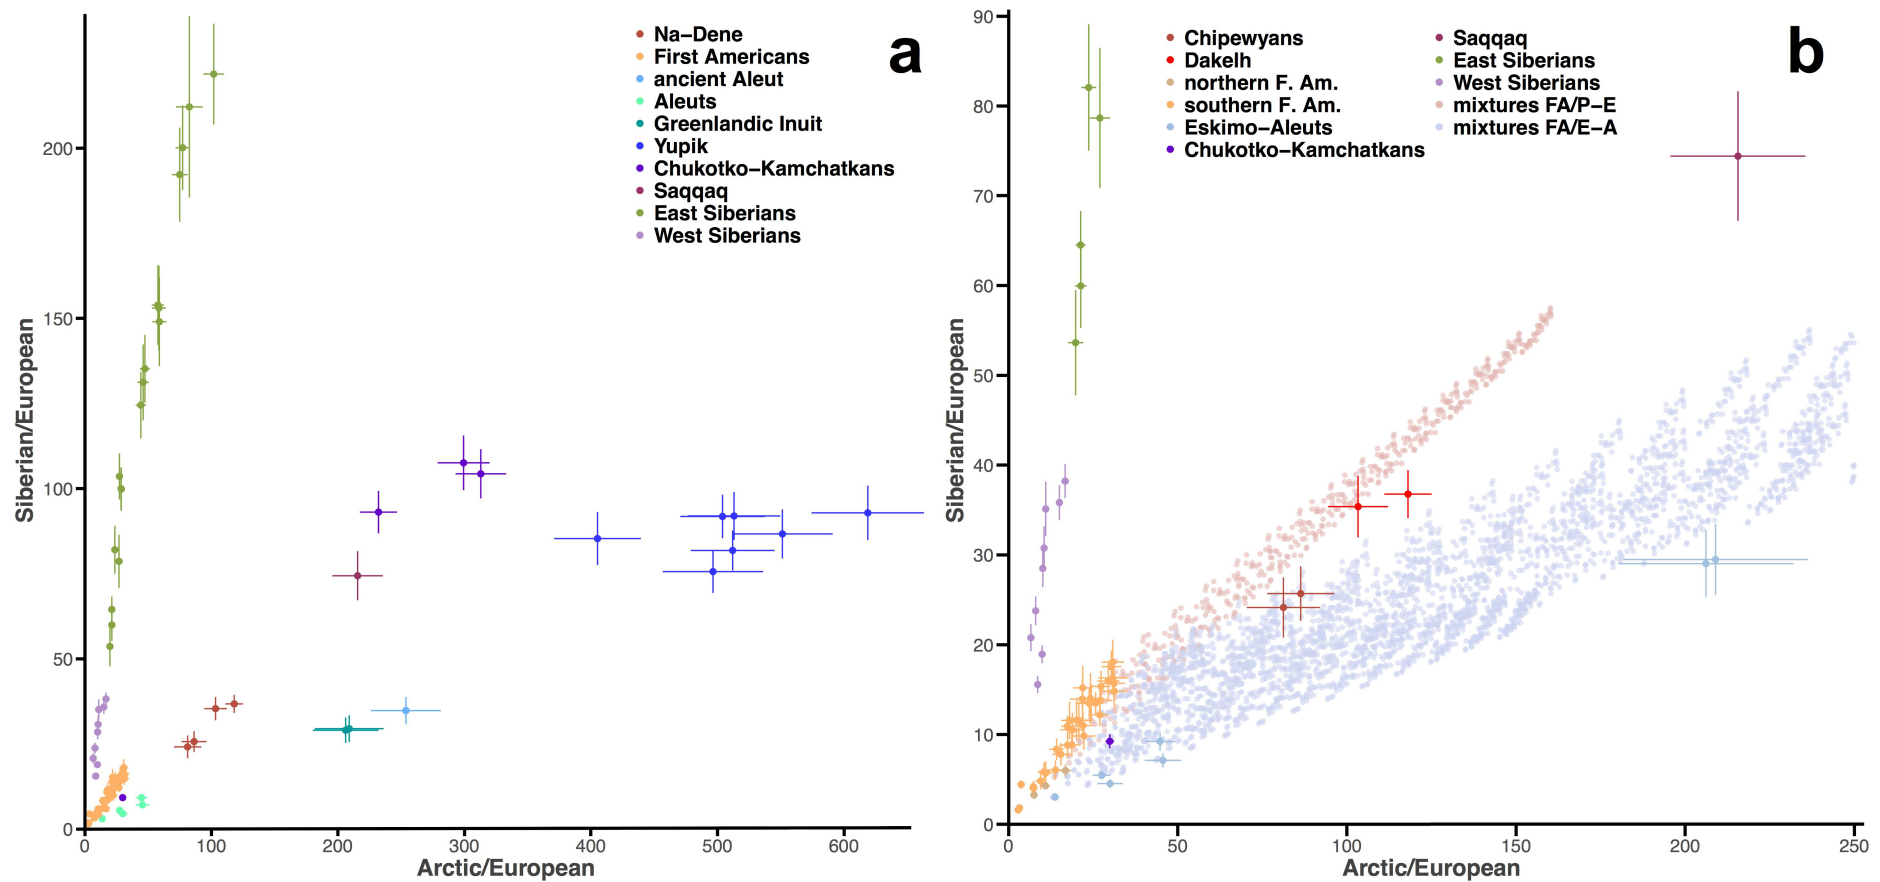 a
Na–Dene
First Americans
ancient Aleut
Aleuts
Greenlandic Inuit
Yupik
Chukotko–Kamchatkans
Saqqaq
East Siberians
West Siberians
Siberian/European
200
150
100
50
0
0 100 200 300 400 500 600
Arctic/European
b
Chipewyans
Dakelh
northern F. Am.
southern F. Am.
Eskimo–Aleuts
Chukotko–Kamchatkans
Saqqaq
East Siberians
West Siberians
mixtures FA/P–E
mixtures FA/E–A
Siberian/European
90
80
70
60
50
40
30
20
10
0
0 50 100 150 200 250
Arctic/European